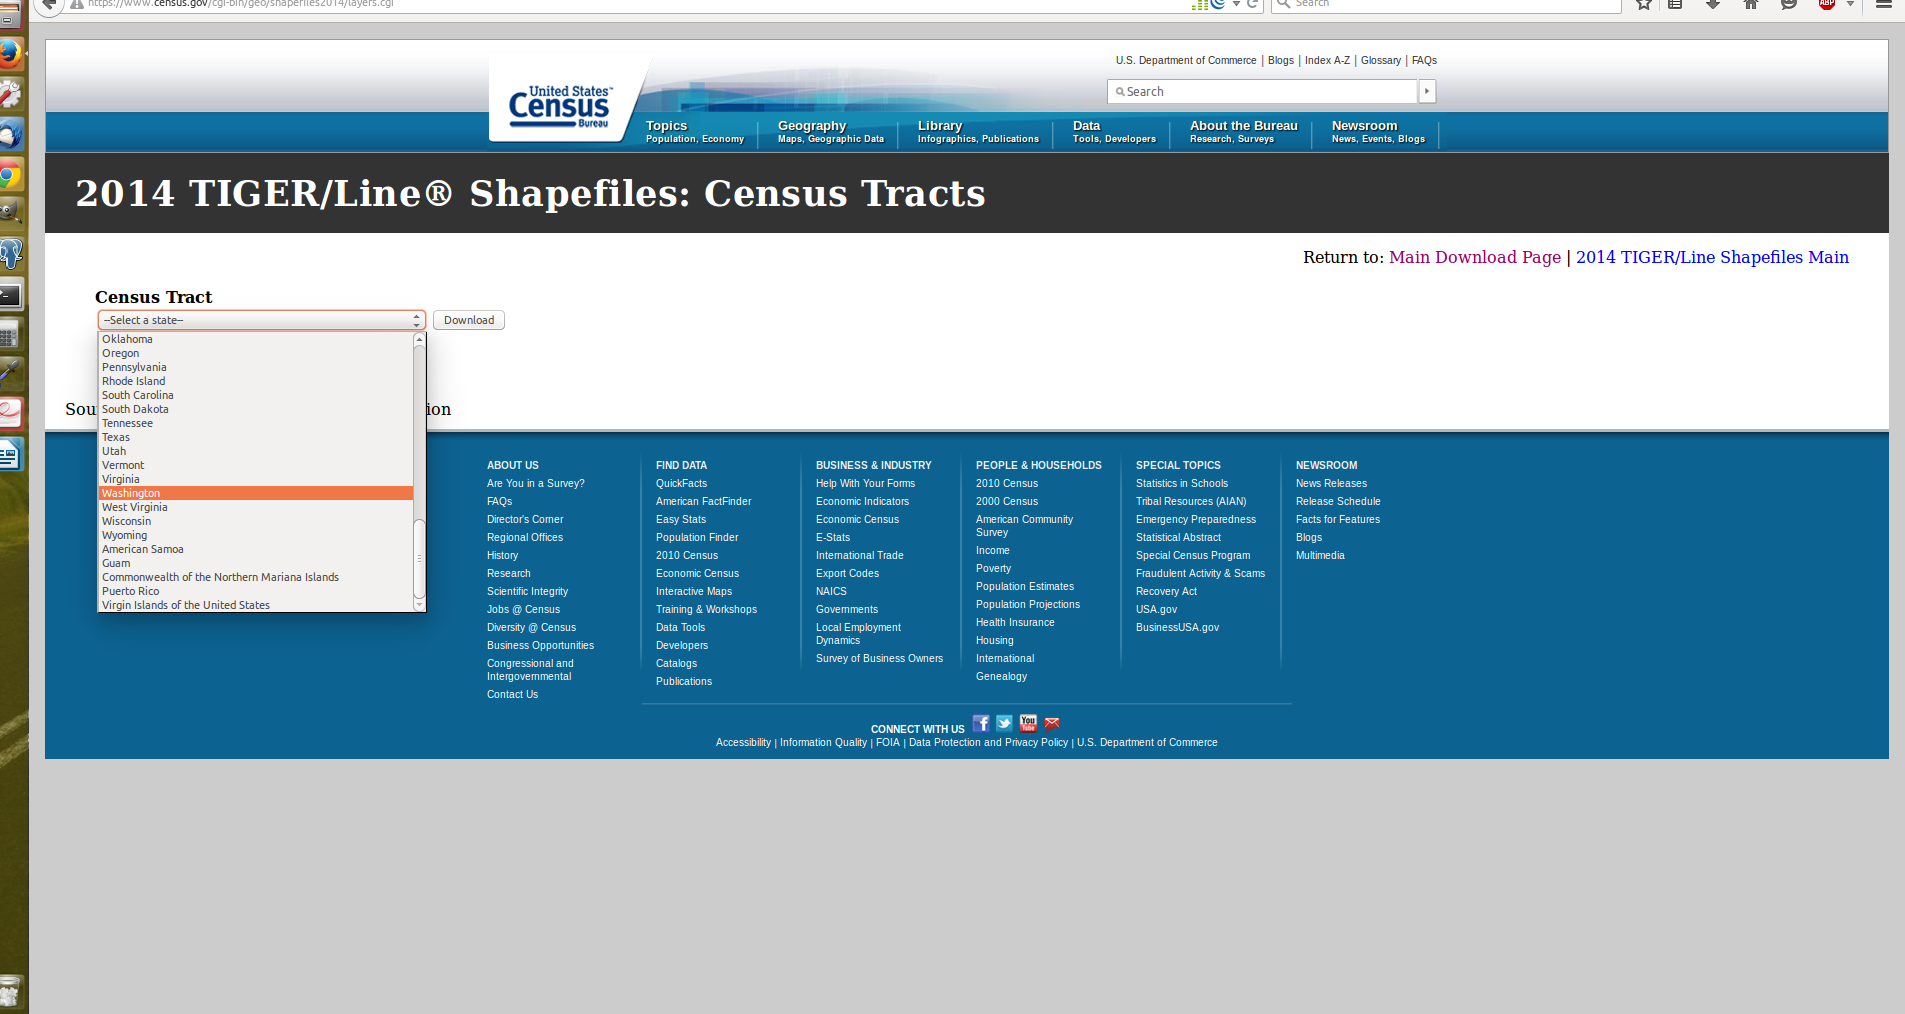 https://www.census.gov/cgi-bin/geo/shapefiles2014/layers.cgi
Search
ABP
U.S. Department of Commerce | Blogs | Index A-Z | Glossary | FAQs
United States™
Census
Bureau
Search
Topics
Population, Economy
Geography
Maps, Geographic Data
Library
Infographics, Publications
Data
Tools, Developers
About the Bureau
Research, Surveys
Newsroom
News, Events, Blogs
2014 TIGER/Line® Shapefiles: Census Tracts
Return to: Main Download Page | 2014 TIGER/Line Shapefiles Main
Census Tract
--Select a state--
Download
Oklahoma
Oregon
Pennsylvania
Rhode Island
South Carolina
South Dakota
Tennessee
Texas
Utah
Vermont
Virginia
Washington
West Virginia
Wisconsin
Wyoming
American Samoa
Guam
Commonwealth of the Northern Mariana Islands
Puerto Rico
Virgin Islands of the United States
Sou
ion
ABOUT US
Are You in a Survey?
FAQs
Director's Corner
Regional Offices
History
Research
Scientific Integrity
Jobs @ Census
Diversity @ Census
Business Opportunities
Congressional and
Intergovernmental
Contact Us
FIND DATA
QuickFacts
American FactFinder
Easy Stats
Population Finder
2010 Census
Economic Census
Interactive Maps
Training & Workshops
Data Tools
Developers
Catalogs
Publications
BUSINESS & INDUSTRY
Help With Your Forms
Economic Indicators
Economic Census
E-Stats
International Trade
Export Codes
NAICS
Governments
Local Employment
Dynamics
Survey of Business Owners
PEOPLE & HOUSEHOLDS
2010 Census
2000 Census
American Community
Survey
Income
Poverty
Population Estimates
Population Projections
Health Insurance
Housing
International
Genealogy
SPECIAL TOPICS
Statistics in Schools
Tribal Resources (AIAN)
Emergency Preparedness
Statistical Abstract
Special Census Program
Fraudulent Activity & Scams
Recovery Act
USA.gov
BusinessUSA.gov
NEWSROOM
News Releases
Release Schedule
Facts for Features
Blogs
Multimedia
CONNECT WITH US
You
Tube
Accessibility | Information Quality | FOIA | Data Protection and Privacy Policy | U.S. Department of Commerce